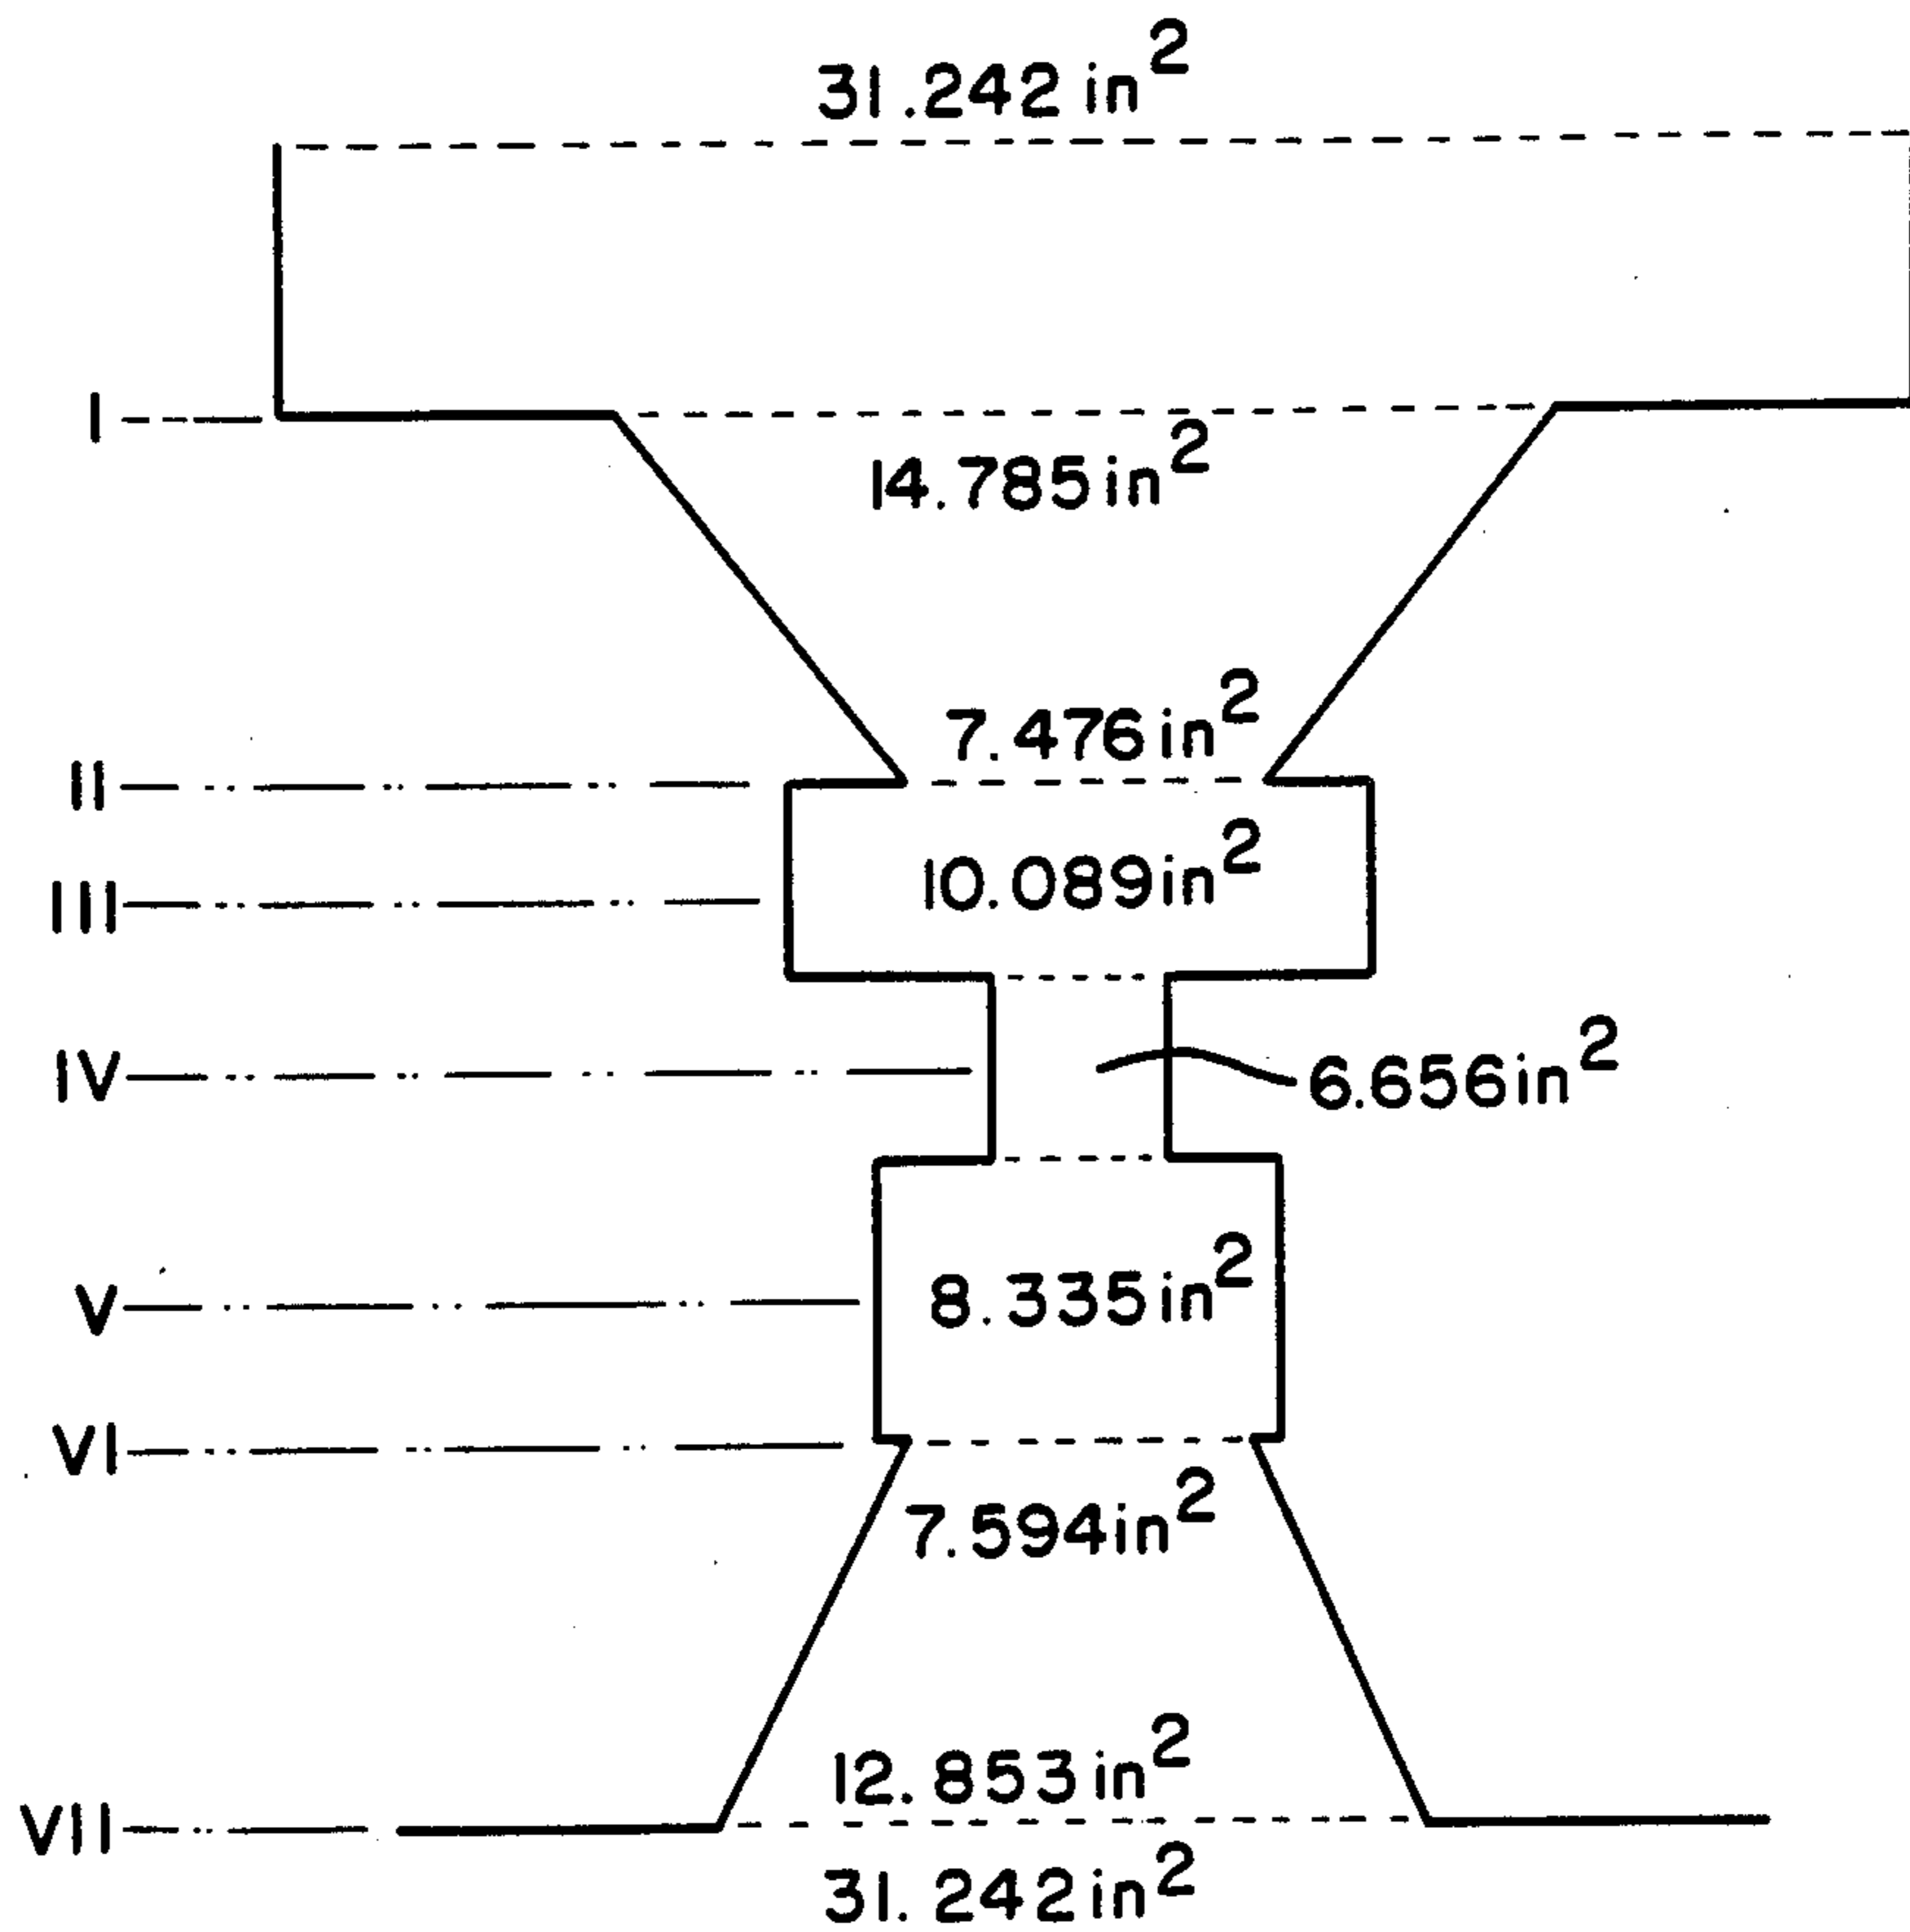 31.242 in²
I
14.785 in²
7.476 in²
II
10.089 in²
III
IV
6.656 in²
V
8.335 in²
VI
7.594 in²
12.853 in²
VII
31.242 in²